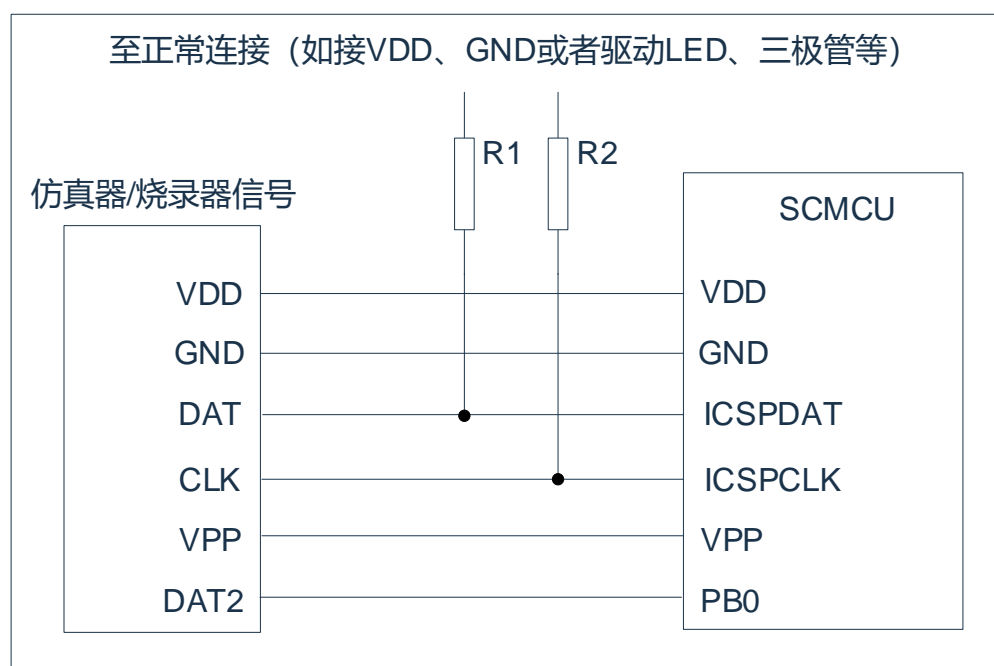 至正常连接（如接VDD、GND或者驱动LED、三极管等）
R1
R2
仿真器/烧录器信号
SCMCU
VDD
VDD
GND
GND
DAT
ICSPDAT
CLK
ICSPCLK
VPP
VPP
DAT2
PB0